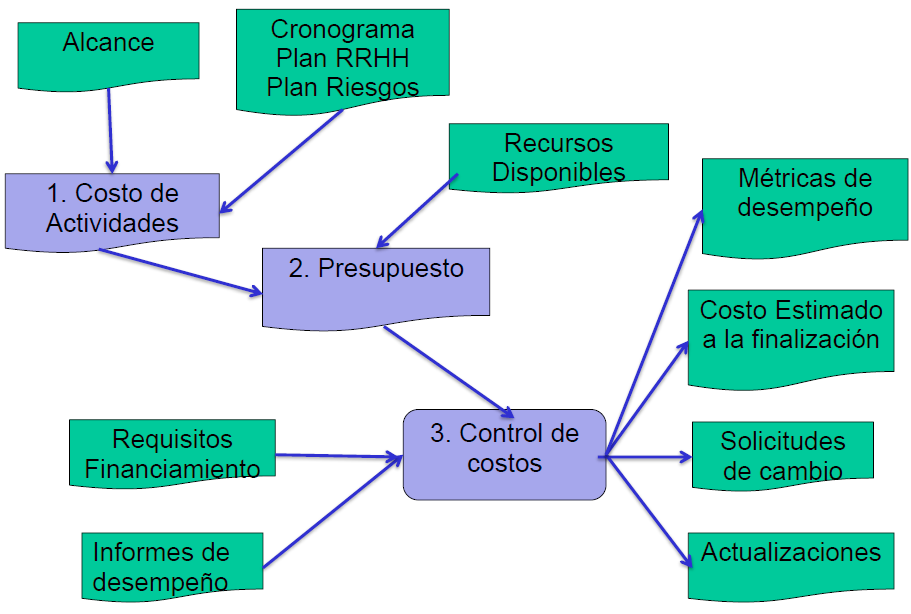 Alcance
Cronograma
Plan RRHH
Plan Riesgos
Recursos
Disponibles
1. Costo de
Actividades
2. Presupuesto
Métricas de
desempeño
Costo Estimado
a la finalización
Requisitos
Financiamiento
3. Control de
costos
Solicitudes
de cambio
Informes de
desempeño
Actualizaciones